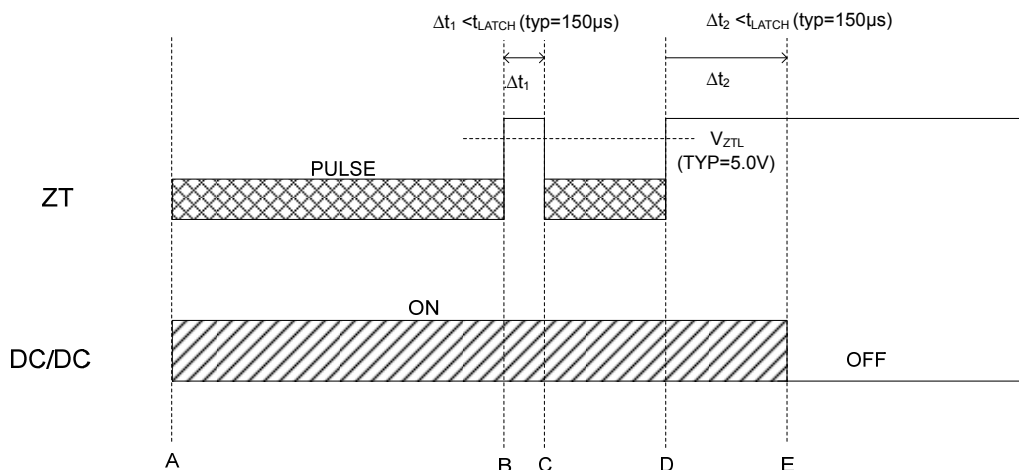 Δt1 <tLATCH (typ=150μs)
Δt2 <tLATCH (typ=150μs)
Δt1
Δt2
VZTL
(TYP=5.0V)
PULSE
ZT
ON
DC/DC
OFF
A B C D E